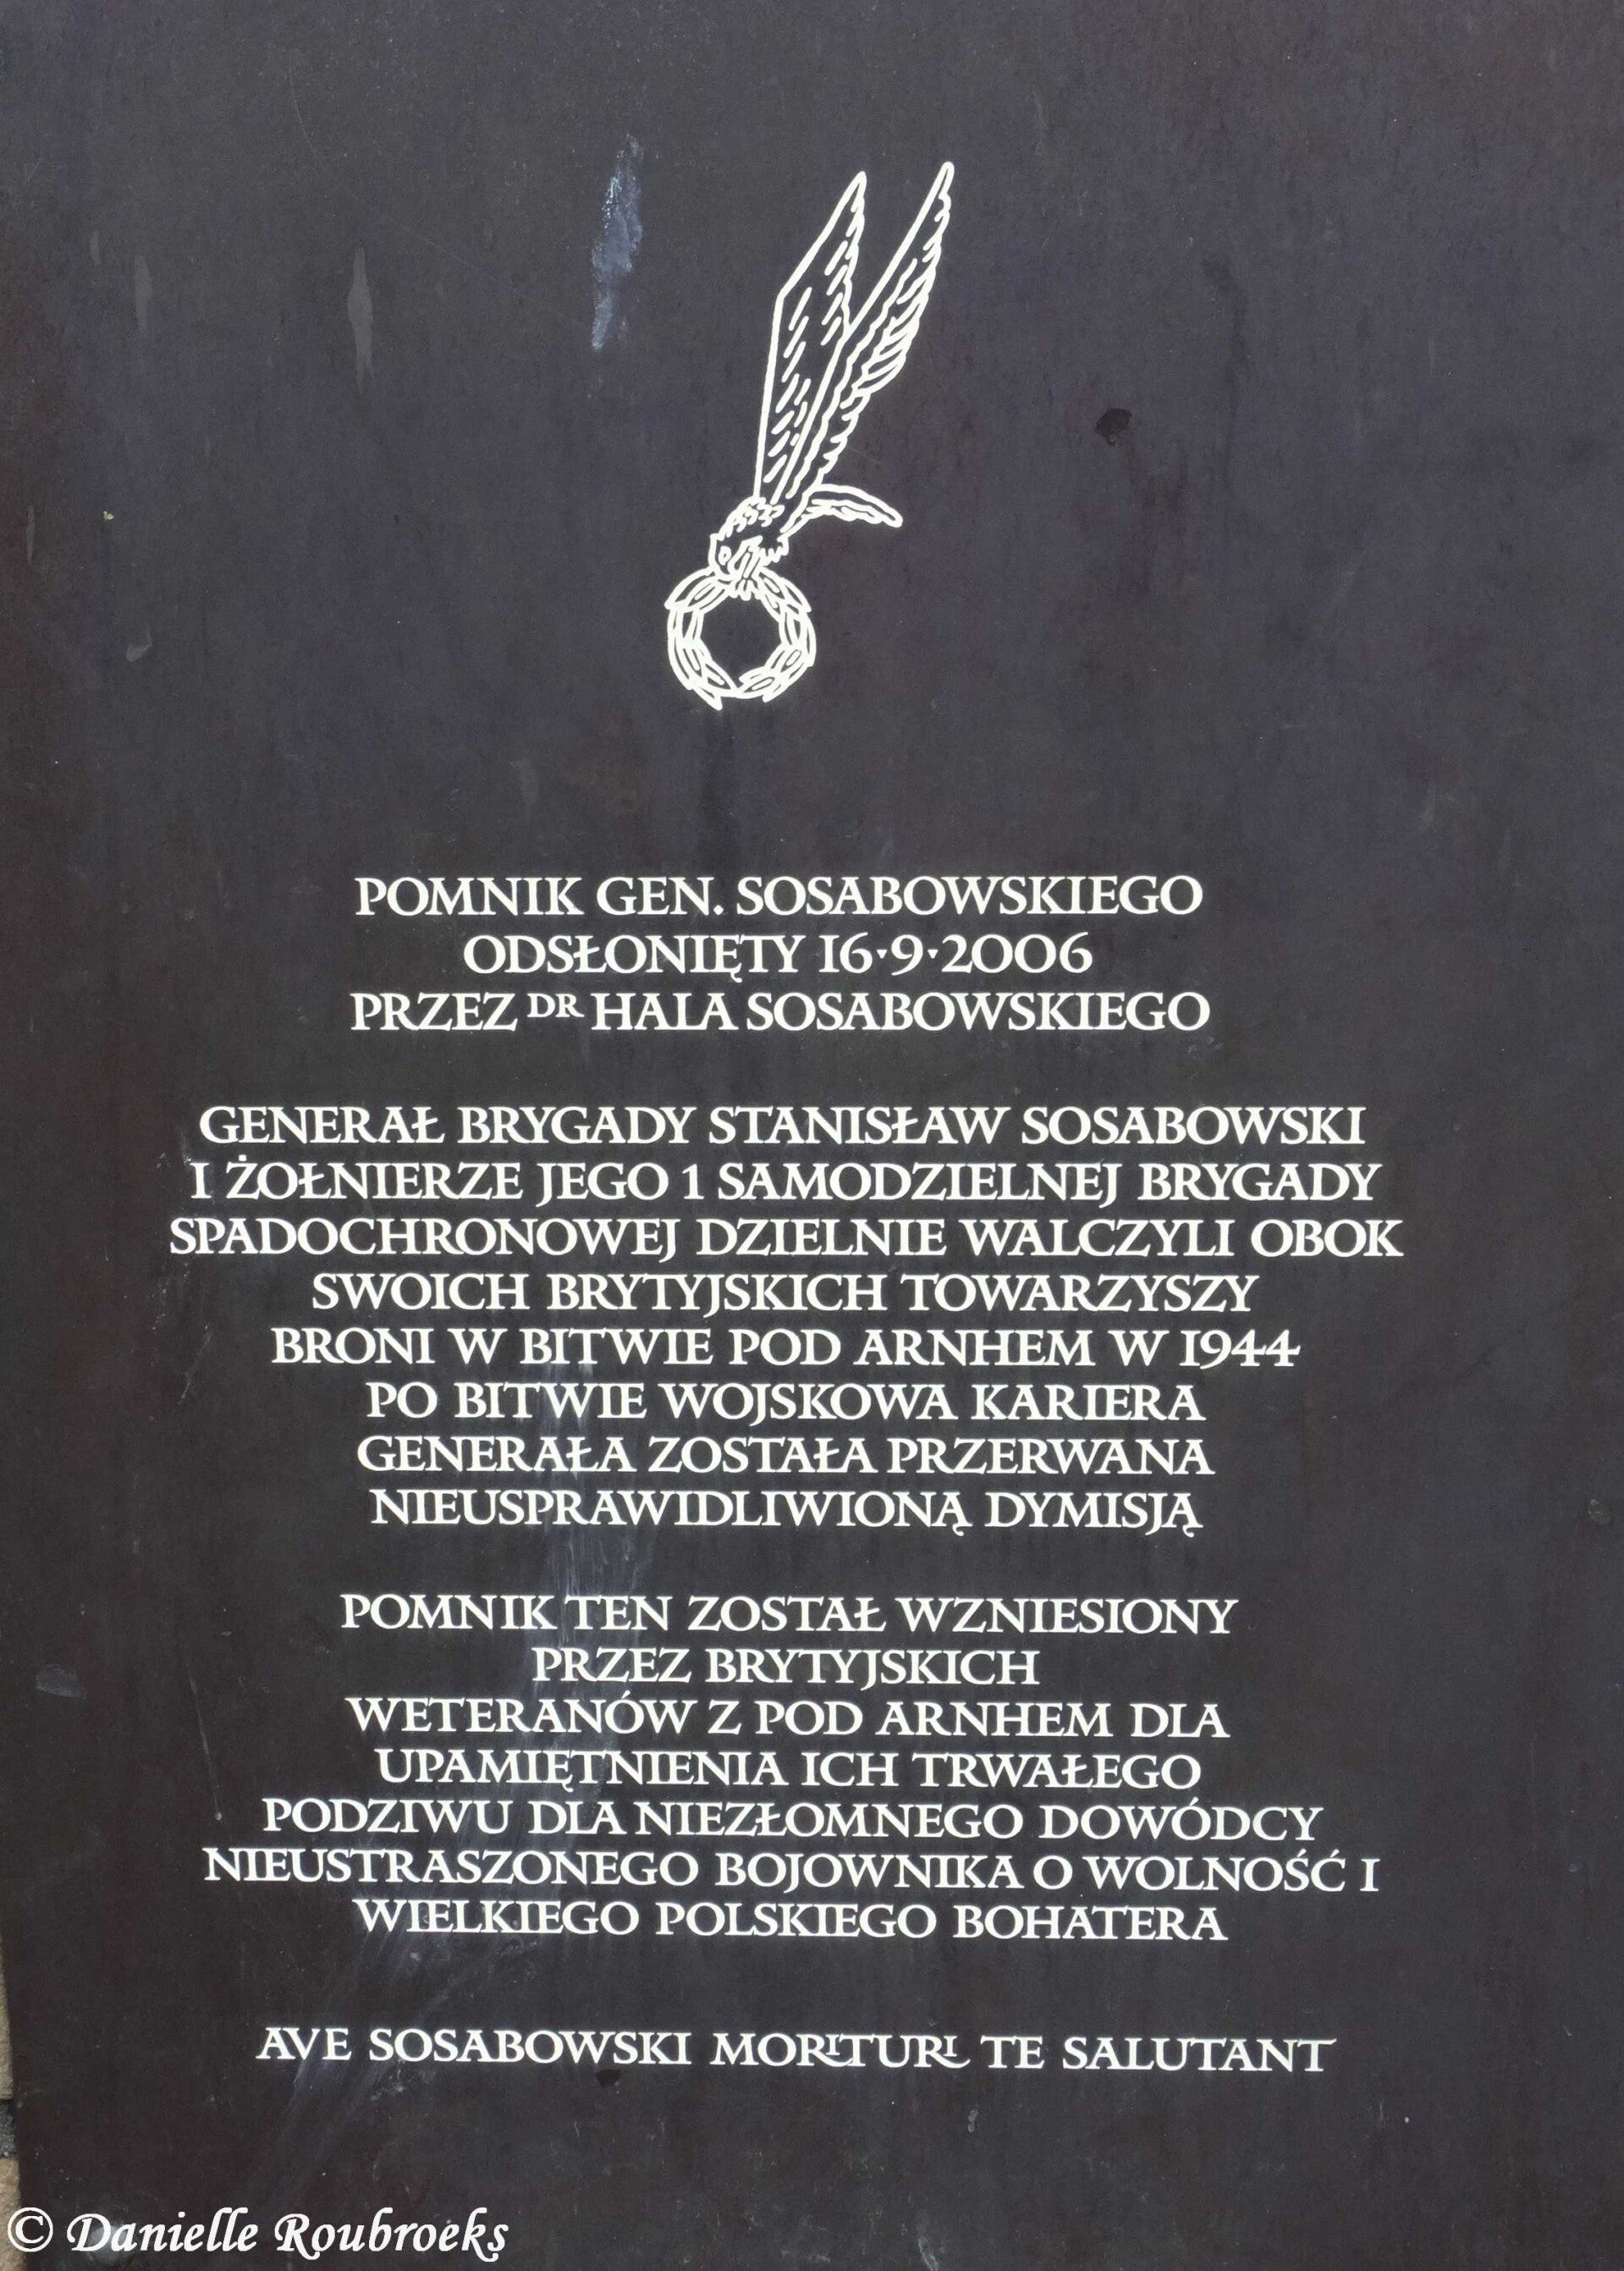 POMNIK GEN. SOSABOWSKIEGO
ODSŁONIĘTY 16·9·2006
PRZEZ DR HALA SOSABOWSKIEGO
GENERAŁ BRYGADY STANISŁAW SOSABOWSKI
I ŻOŁNIERZE JEGO 1 SAMODZIELNEJ BRYGADY
SPADOCHRONOWEJ DZIELNIE WALCZYLI OBOK
SWOICH BRYTYJSKICH TOWARZYSZY
BRONI W BITWIE POD ARNHEM W 1944
PO BITWIE WOJSKOWA KARIERA
GENERAŁA ZOSTAŁA PRZERWANA
NIEUSPRAWIDLIWIONĄ DYMISJĄ
POMNIK TEN ZOSTAŁ WZNIESIONY
PRZEZ BRYTYJSKICH
WETERANÓW Z POD ARNHEM DLA
UPAMIĘTNIENIA ICH TRWAŁEGO
PODZIWU DLA NIEZŁOMNEGO DOWÓDCY
NIEUSTRASZONEGO BOJOWNIKA O WOLNOŚĆ I
WIELKIEGO POLSKIEGO BOHATERA
AVE SOSABOWSKI MORITURI TE SALUTANT
© Danielle Roubroeks